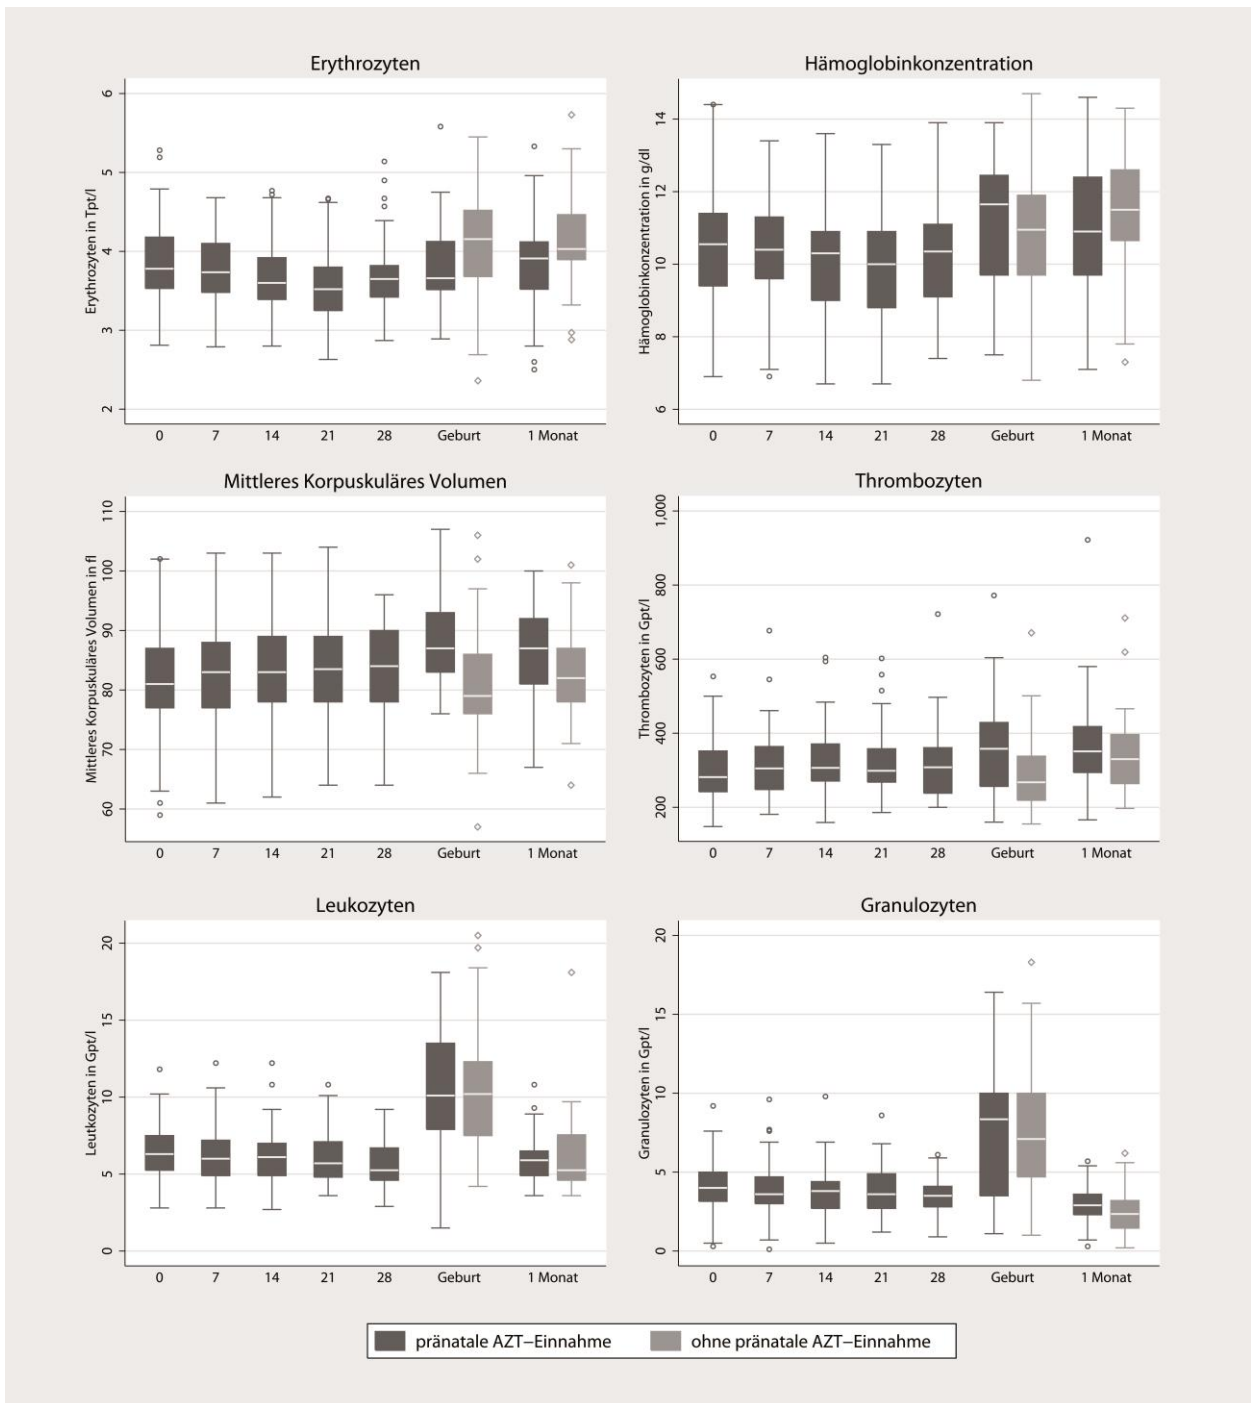 Erythrozyten
Erythrozyten in Tpt/l
6
5
4
3
2
0 7 14 21 28 Geburt 1 Monat
Hämoglobinkonzentration
Hämoglobinkonzentration in g/dl
14
12
10
8
6
0 7 14 21 28 Geburt 1 Monat
Mittleres Korpuskuläres Volumen
Mittleres Korpuskuläres Volumen in fl
110
100
90
80
70
60
0 7 14 21 28 Geburt 1 Monat
Thrombozyten
Thrombozyten in Gpt/l
1,000
800
600
400
200
0 7 14 21 28 Geburt 1 Monat
Leukozyten
Leutkozyten in Gpt/l
20
15
10
5
0
0 7 14 21 28 Geburt 1 Monat
Granulozyten
Granulozyten in Gpt/l
20
15
10
5
0
0 7 14 21 28 Geburt 1 Monat
pränatale AZT–Einnahme
ohne pränatale AZT–Einnahme